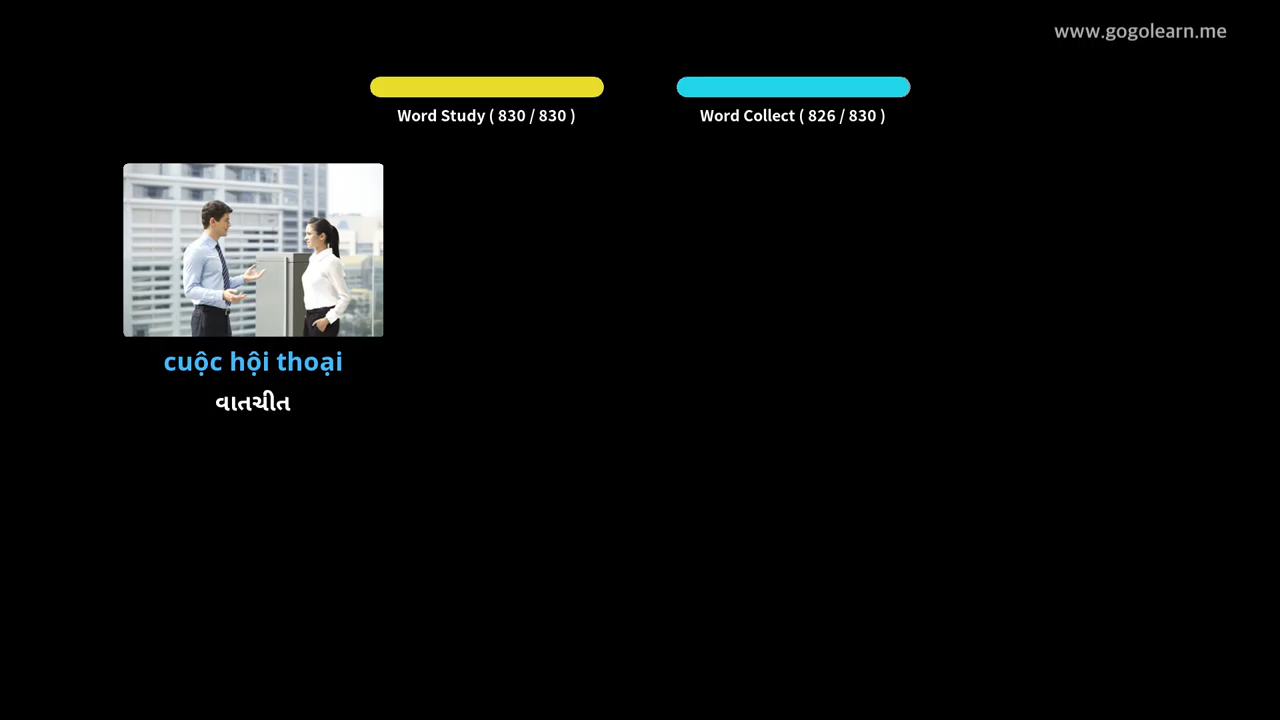 www.gogolearn.me
Word Study ( 830 / 830 )
Word Collect ( 826 / 830 )
cuộc hội thoại
વાતચીત